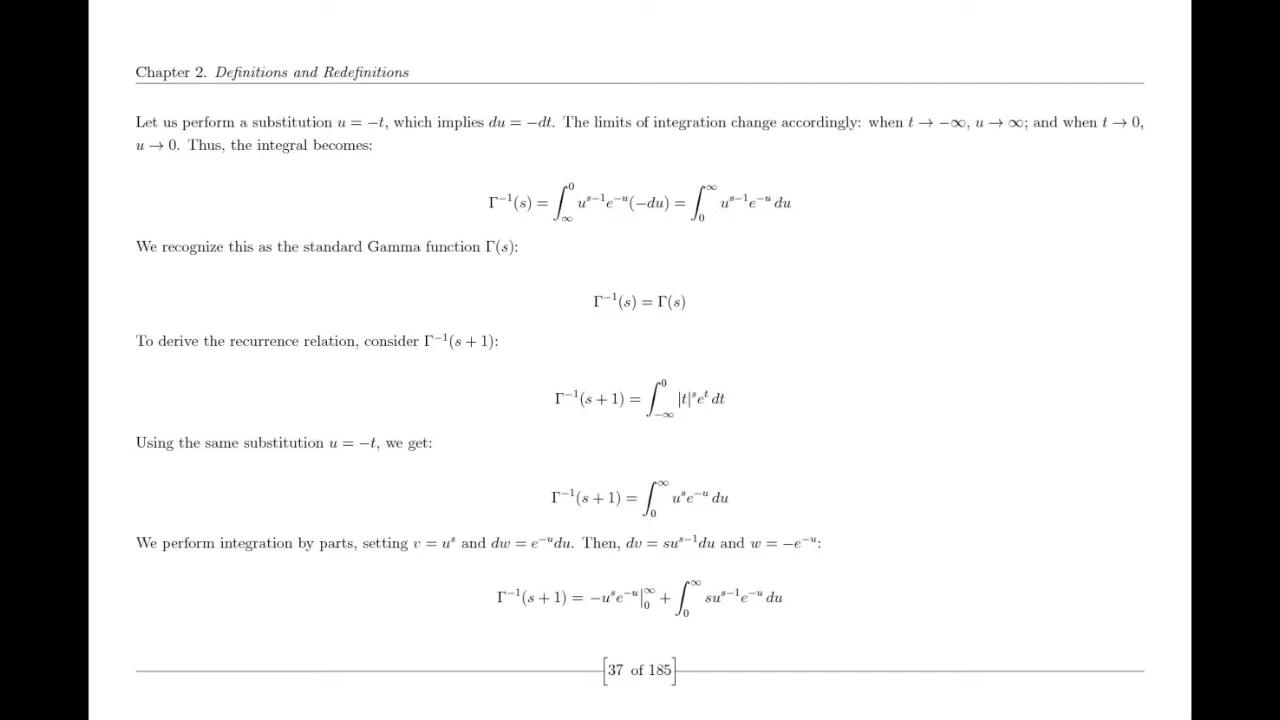 Chapter 2. Definitions and Redefinitions
Let us perform a substitution u = −t, which implies du = −dt. The limits of integration change accordingly: when t → −∞, u → ∞; and when t → 0,
u → 0. Thus, the integral becomes:
Γ⁻¹(s) = ∫_∞^0 u^{s−1}e^{−u}(−du) = ∫_0^∞ u^{s−1}e^{−u} du
We recognize this as the standard Gamma function Γ(s):
Γ⁻¹(s) = Γ(s)
To derive the recurrence relation, consider Γ⁻¹(s + 1):
Γ⁻¹(s + 1) = ∫_{−∞}^0 |t|^s e^t dt
Using the same substitution u = −t, we get:
Γ⁻¹(s + 1) = ∫_0^∞ u^s e^{−u} du
We perform integration by parts, setting v = u^s and dw = e^{−u}du. Then, dv = su^{s−1}du and w = −e^{−u}:
Γ⁻¹(s + 1) = −u^s e^{−u}|_0^∞ + ∫_0^∞ su^{s−1}e^{−u} du
[37 of 185]